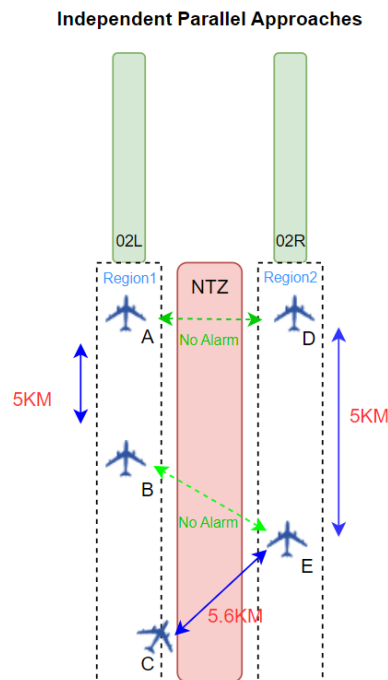 Independent Parallel Approaches
02L
02R
Region1
Region2
NTZ
A
D
No Alarm
5KM
5KM
B
No Alarm
E
5.6KM
C